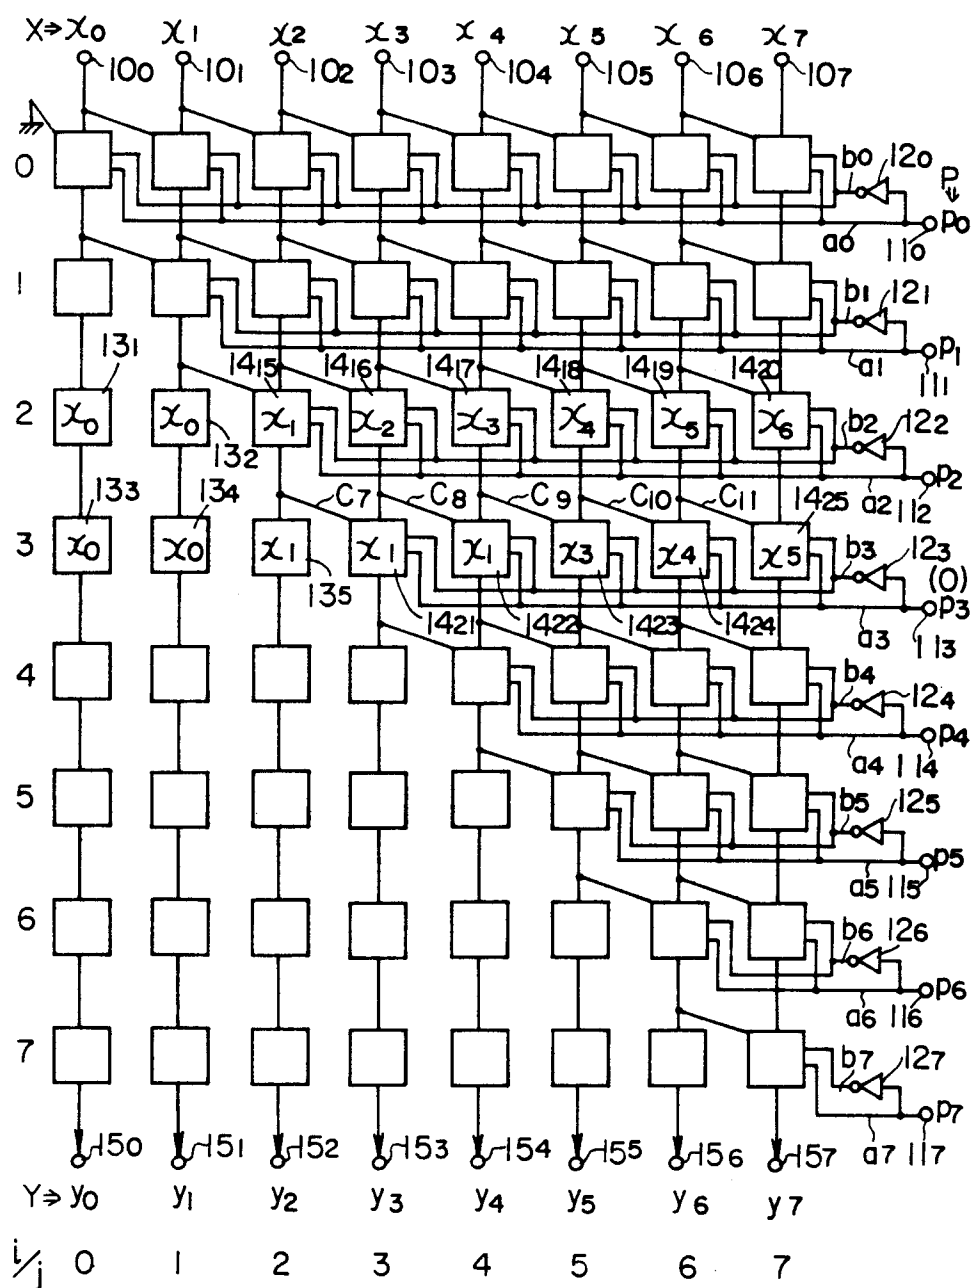 X⇒ x0 x1 x2 x3 x4 x5 x6 x7
100 101 102 103 104 105 106 107
0 b0 120 P⇓
a0 110 p0
1 b1 121
a1 111 p1
131 1415 1416 1417 1418 1419 1420
2 x0 x0 x1 x2 x3 x4 x5 x6 b2 122
132 a2 112 p2
133 134 C7 C8 C9 C10 C11 1425
3 x0 x0 x1 x1 x1 x3 x4 x5 b3 123 (0)
135 1421 1422 1423 1424 a3 113 p3
4 b4 124
a4 114 p4
5 b5 125
a5 115 p5
6 b6 126
a6 116 p6
7 b7 127
a7 117 p7
150 151 152 153 154 155 156 157
Y⇒ y0 y1 y2 y3 y4 y5 y6 y7
i/j 0 1 2 3 4 5 6 7